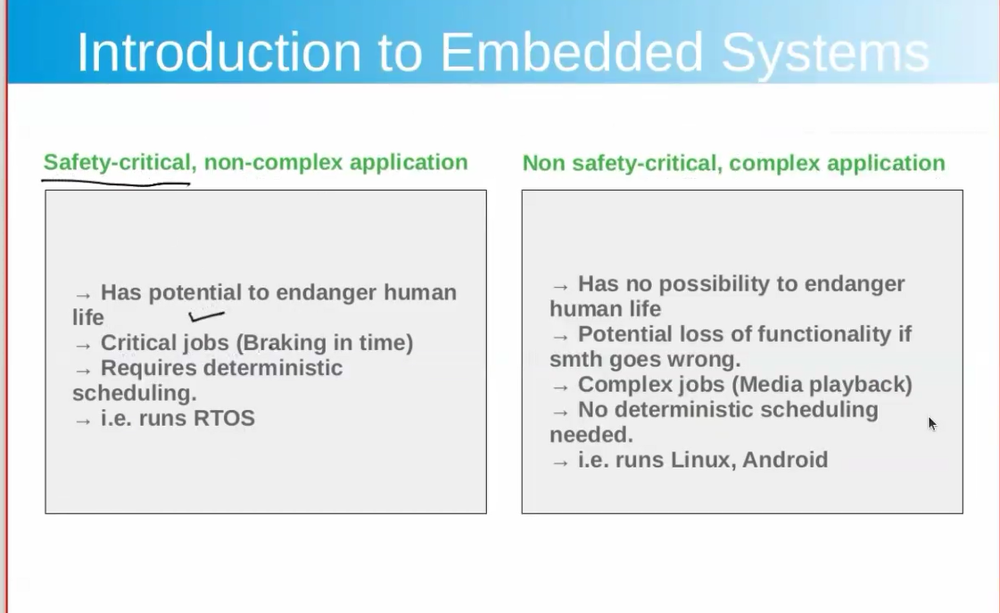 Introduction to Embedded Systems
Safety-critical, non-complex application
→ Has potential to endanger human
life
→ Critical jobs (Braking in time)
→ Requires deterministic
scheduling.
→ i.e. runs RTOS
Non safety-critical, complex application
→ Has no possibility to endanger
human life
→ Potential loss of functionality if
smth goes wrong.
→ Complex jobs (Media playback)
→ No deterministic scheduling
needed.
→ i.e. runs Linux, Android